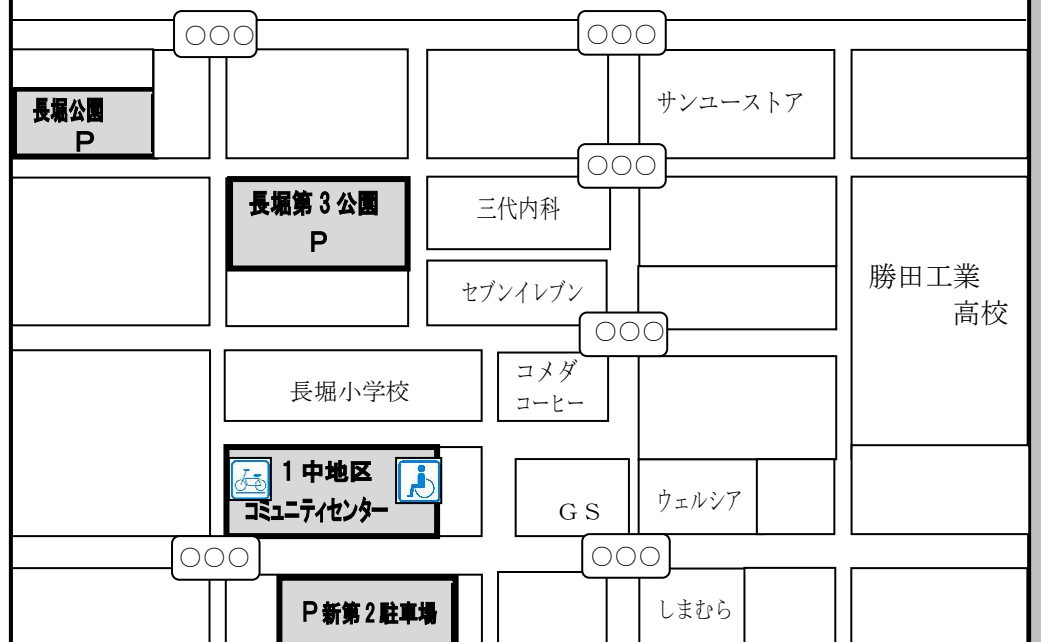 ○○○
○○○
長堀公園
P
サンユーストア
○○○
長堀第３公園
P
三代内科
セブンイレブン
勝田工業
高校
○○○
長堀小学校
コメダ
コーヒー
１中地区
コミュニティセンター
ＧＳ
ウェルシア
○○○
○○○
P新第２駐車場
しまむら